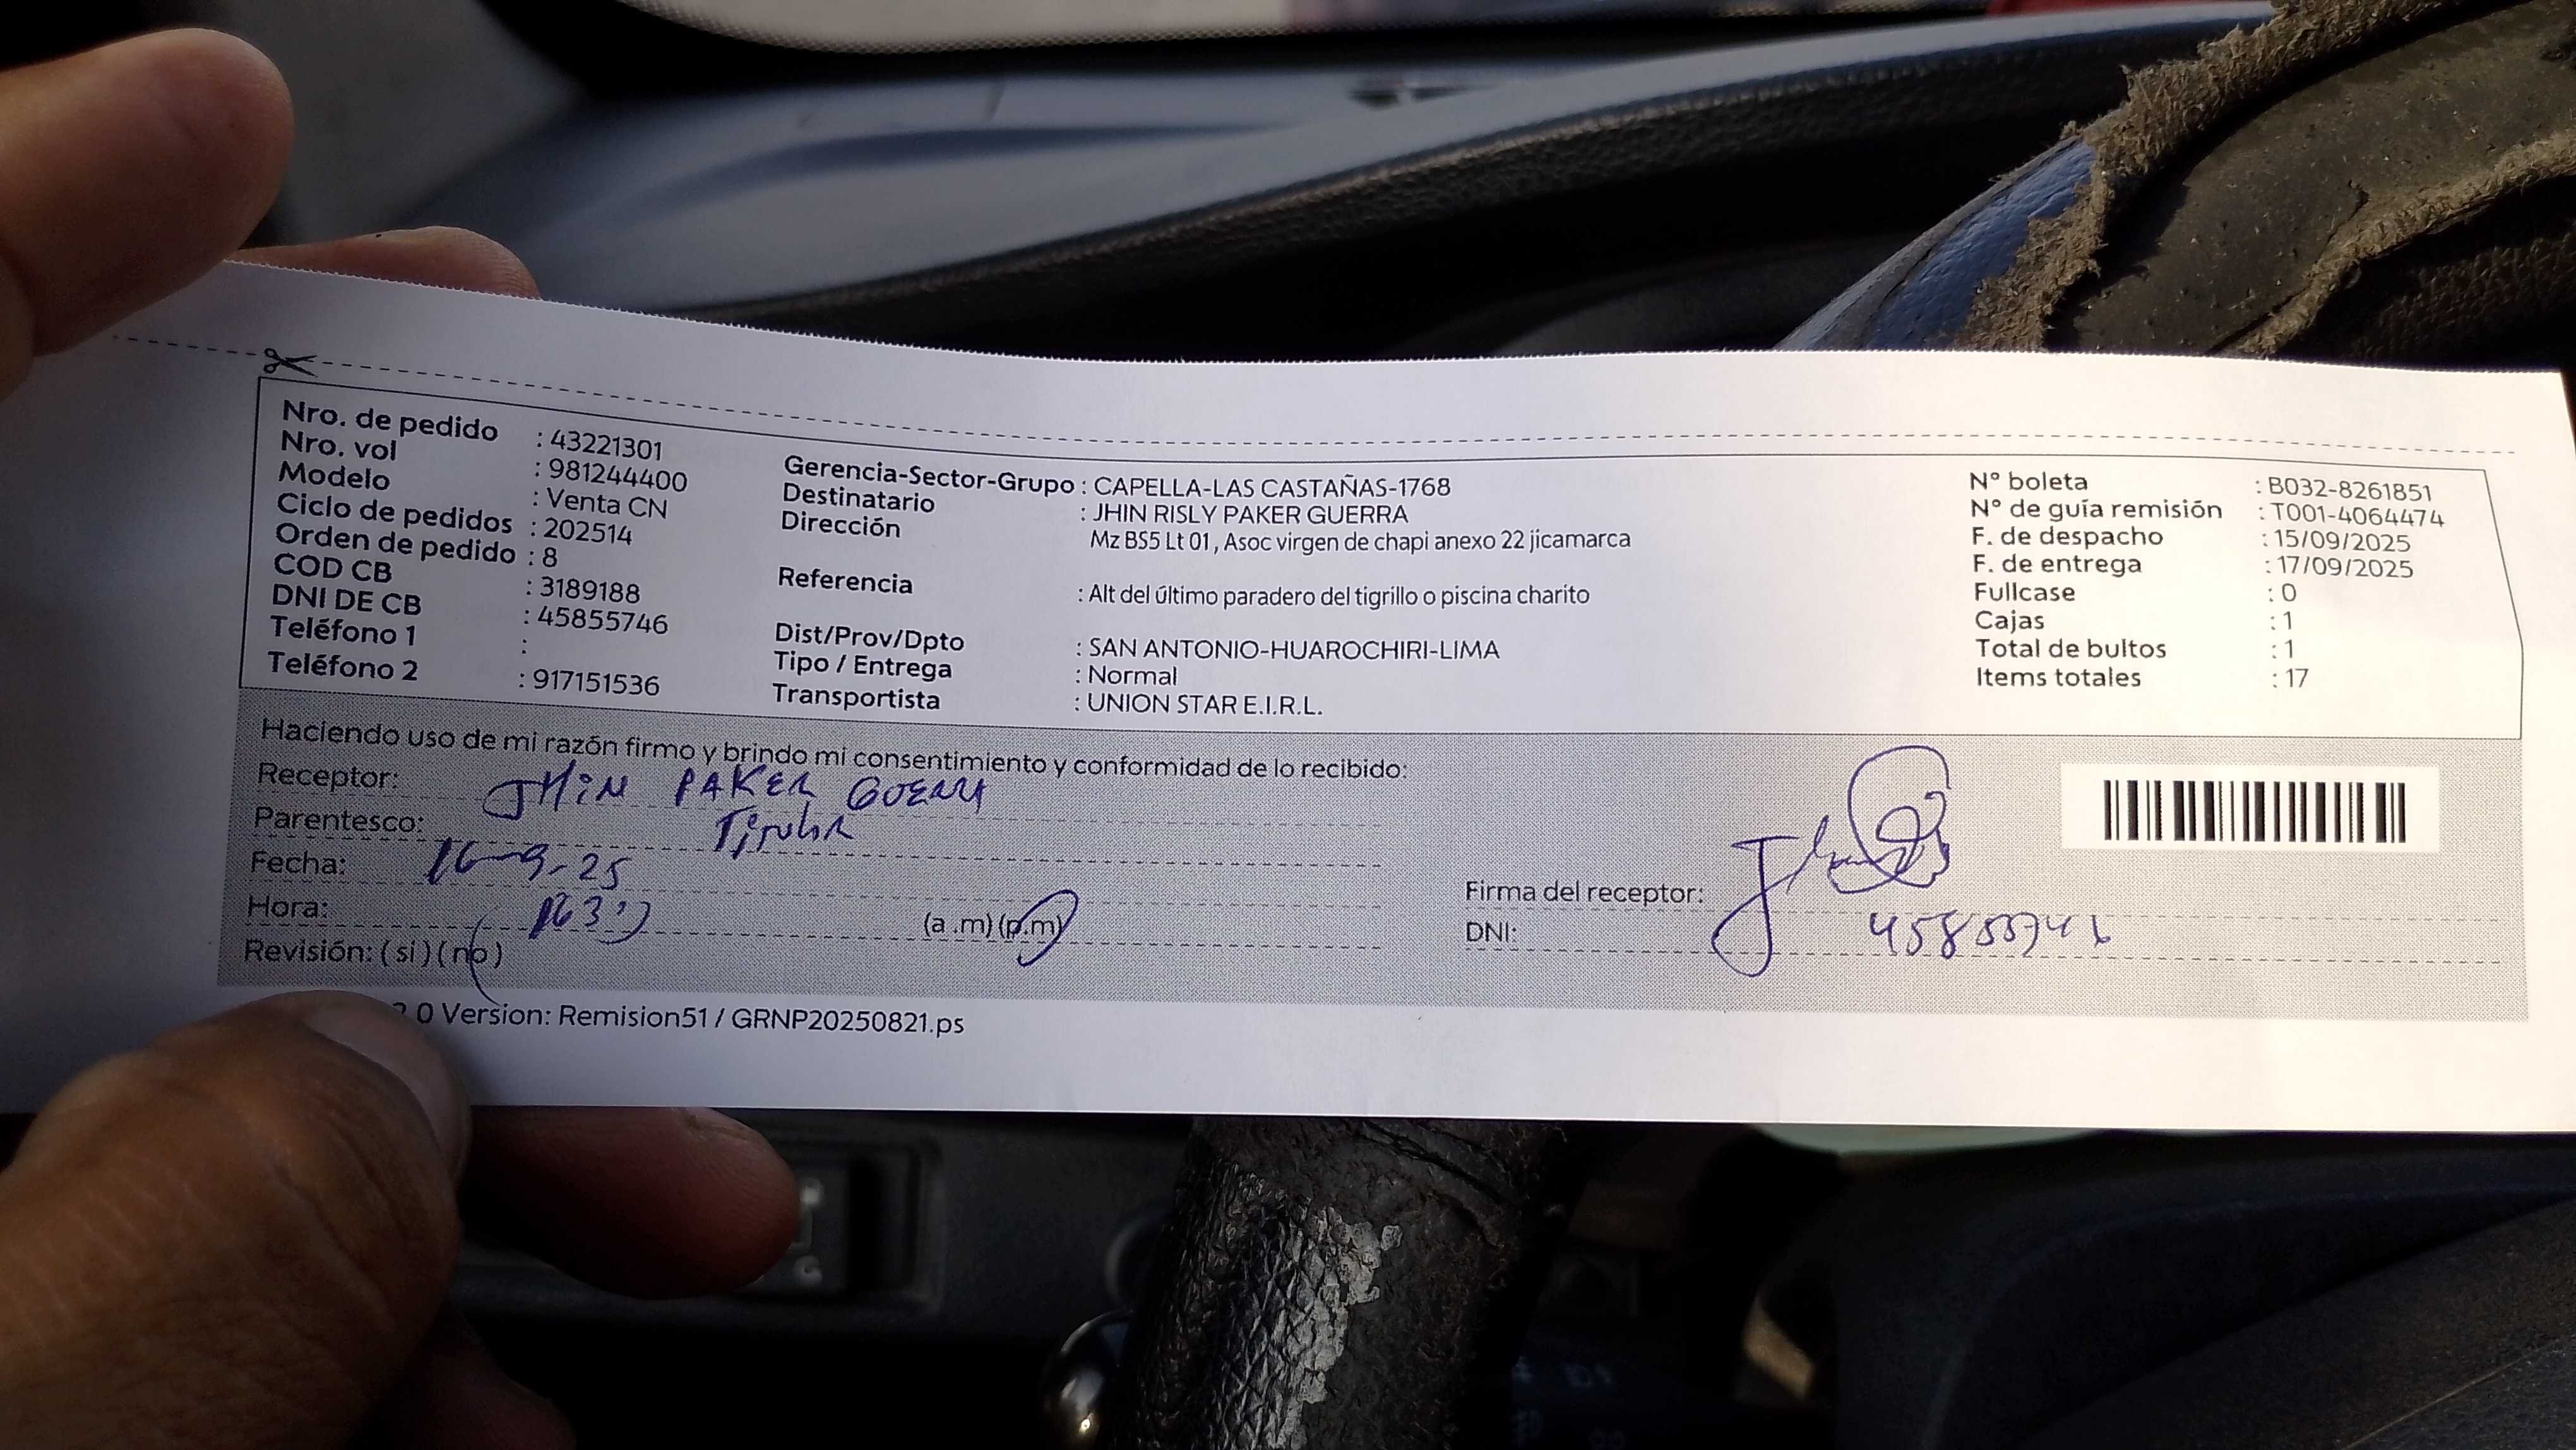 Nro. de pedido : 43221301
Nro. vol : 981244400
Modelo : Venta CN
Ciclo de pedidos : 202514
Orden de pedido : 8
COD CB : 3189188
DNI DE CB : 45855746
Teléfono 1 :
Teléfono 2 : 917151536
Gerencia-Sector-Grupo : CAPELLA-LAS CASTAÑAS-1768
Destinatario : JHIN RISLY PAKER GUERRA
Dirección Mz BS5 Lt 01, Asoc virgen de chapi anexo 22 jicamarca
Referencia : Alt del último paradero del tigrillo o piscina charito
Dist/Prov/Dpto : SAN ANTONIO-HUAROCHIRI-LIMA
Tipo / Entrega : Normal
Transportista : UNION STAR E.I.R.L.
N° boleta : B032-8261851
N° de guía remisión : T001-4064474
F. de despacho : 15/09/2025
F. de entrega : 17/09/2025
Fullcase : 0
Cajas : 1
Total de bultos : 1
Items totales : 17
Haciendo uso de mi razón firmo y brindo mi consentimiento y conformidad de lo recibido:
Receptor: JHiN PAKER GUERRA
Parentesco: Titular
Fecha: 16-9-25
Hora: (a.m)(p.m)
Revisión: (si)(no)
Firma del receptor:
DNI: 45855746
2.0 Version: Remision51 / GRNP20250821.ps